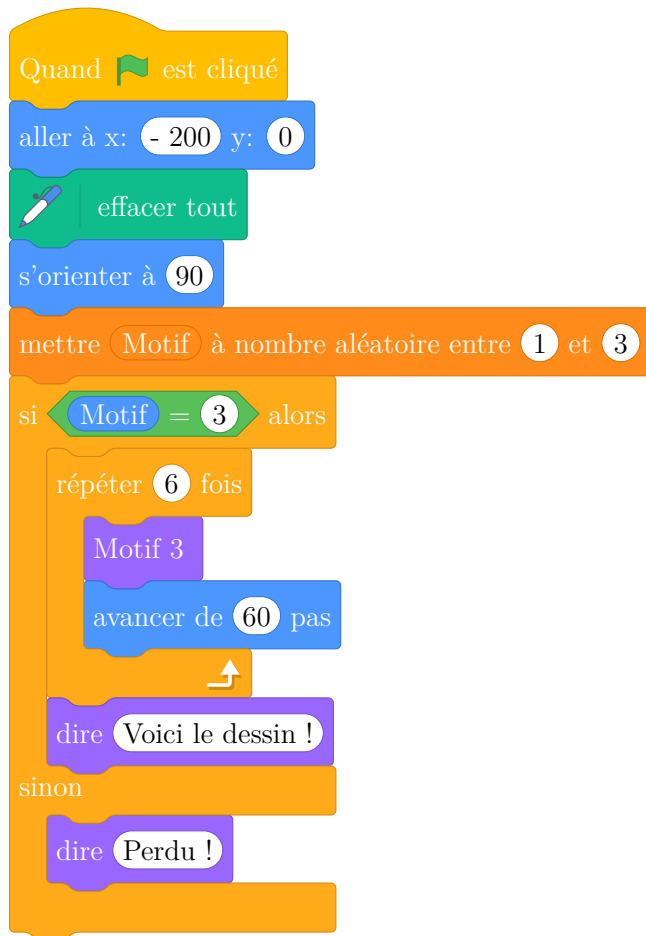 Quand est cliqué
aller à x: - 200 y: 0
effacer tout
s'orienter à 90
mettre Motif à nombre aléatoire entre 1 et 3
si Motif = 3 alors
répéter 6 fois
Motif 3
avancer de 60 pas
dire Voici le dessin !
sinon
dire Perdu !